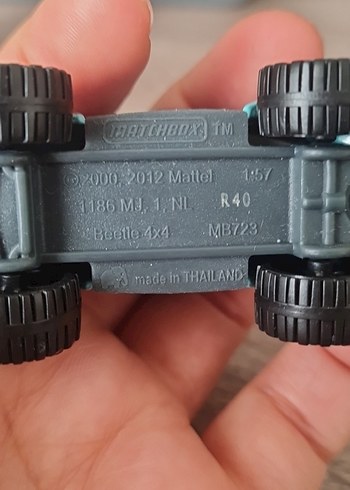 MATCHBOX TM
©2000, 2012 Mattel 1:57
1186 MJ, 1, NL R40
Beetle 4x4 MB723
made in THAILAND